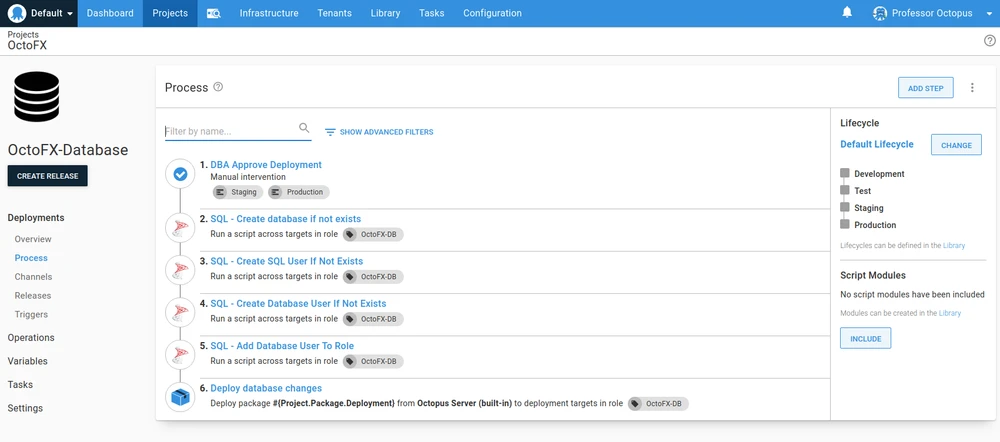 Default Dashboard Projects Infrastructure Tenants Library Tasks Configuration Professor Octopus
Projects
OctoFX
OctoFX-Database
CREATE RELEASE
Deployments
Overview
Process
Channels
Releases
Triggers
Operations
Variables
Tasks
Settings
Process
ADD STEP
Filter by name...
SHOW ADVANCED FILTERS
1. DBA Approve Deployment
Manual intervention
Staging Production
2. SQL - Create database if not exists
Run a script across targets in role OctoFX-DB
3. SQL - Create SQL User If Not Exists
Run a script across targets in role OctoFX-DB
4. SQL - Create Database User If Not Exists
Run a script across targets in role OctoFX-DB
5. SQL - Add Database User To Role
Run a script across targets in role OctoFX-DB
6. Deploy database changes
Deploy package #{Project.Package.Deployment} from Octopus Server (built-in) to deployment targets in role OctoFX-DB
Lifecycle
Default Lifecycle CHANGE
Development
Test
Staging
Production
Lifecycles can be defined in the Library
Script Modules
No script modules have been included
Modules can be created in the Library
INCLUDE